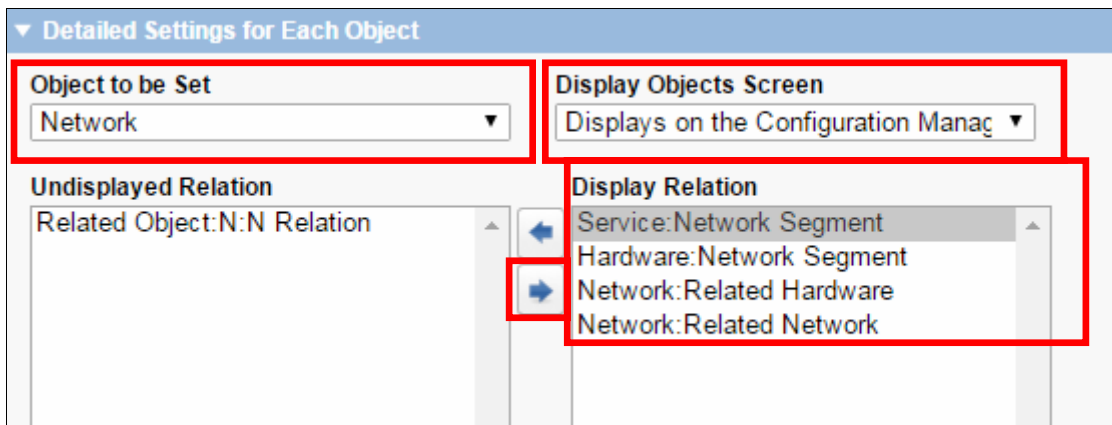 Detailed Settings for Each Object
Object to be Set
Network
Display Objects Screen
Displays on the Configuration Manag
Undisplayed Relation
Related Object:N:N Relation
Display Relation
Service:Network Segment
Hardware:Network Segment
Network:Related Hardware
Network:Related Network